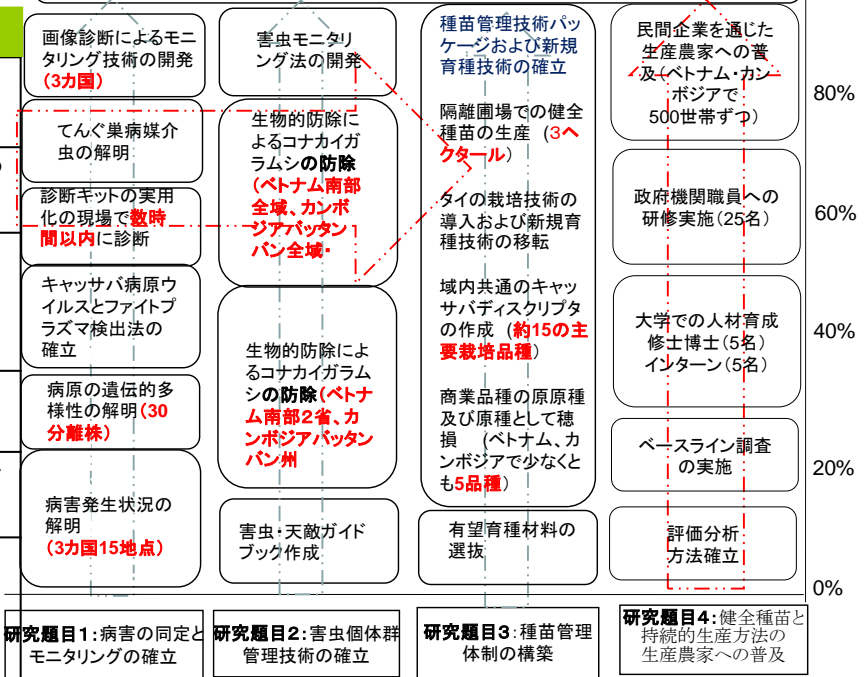 画像診断によるモニ
タリング技術の開発
(3カ国)
てんぐ巣病媒介
虫の解明
診断キットの実用
化の現場で数時
間以内に診断
キャッサバ病原ウ
イルスとファイトプ
ラズマ検出法の
確立
病原の遺伝的多
様性の解明(30
分離株)
病害発生状況の
解明
(3カ国15地点)
研究題目1:病害の同定と
モニタリングの確立
害虫モニタリ
ング法の開発
生物的防除に
よるコナカイガ
ラムシの防除
(ベトナム南部
全域、カンボ
ジアバッタン
バン全域・
生物的防除によ
るコナカイガラム
シの防除(ベトナ
ム南部2省、カ
ンボジアバッタン
バン州
害虫・天敵ガイド
ブック作成
研究題目2:害虫個体群
管理技術の確立
種苗管理技術パッ
ケージおよび新規
育種技術の確立
隔離圃場での健全
種苗の生産 (3ヘ
クタール)
タイの栽培技術の
導入および新規育
種技術の移転
域内共通のキャッ
サバディスクリプタ
の作成 (約15の主
要栽培品種)
商業品種の原原種
及び原種として穂
損 (ベトナム、カ
ンボジアで少なくと
も5品種)
有望育種材料の
選抜
研究題目3:種苗管理
体制の構築
民間企業を通じた
生産農家への普
及(ベトナム・カン
ボジアで
500世帯ずつ)
政府機関職員への
研修実施(25名)
大学での人材育成
修士博士(5名)
インターン(5名)
ベースライン調査
の実施
評価分析
方法確立
研究題目4:健全種苗と
持続的生産方法の
生産農家への普及
80%
60%
40%
20%
0%